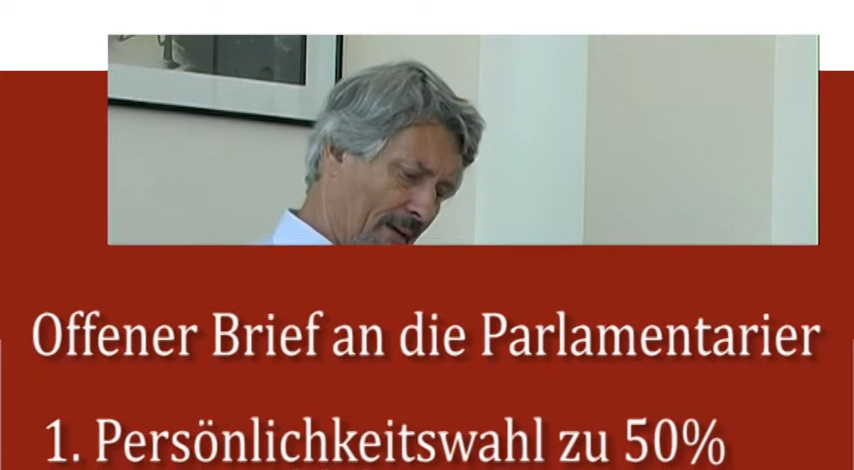 Offener Brief an die Parlamentarier
1. Persönlichkeitswahl zu 50%